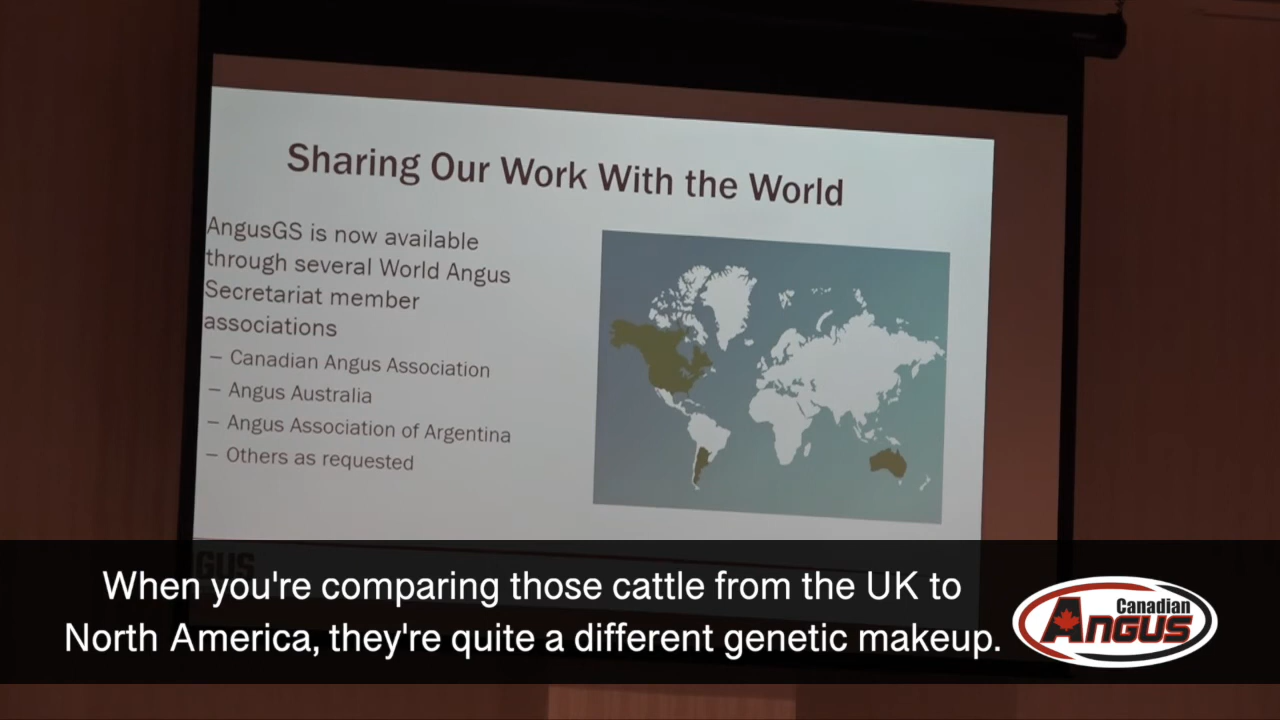 Sharing Our Work With the World
AngusGS is now available
through several World Angus
Secretariat member
associations
– Canadian Angus Association
– Angus Australia
– Angus Association of Argentina
– Others as requested
GUS
When you're comparing those cattle from the UK to
North America, they're quite a different genetic makeup.
Canadian
ANGUS